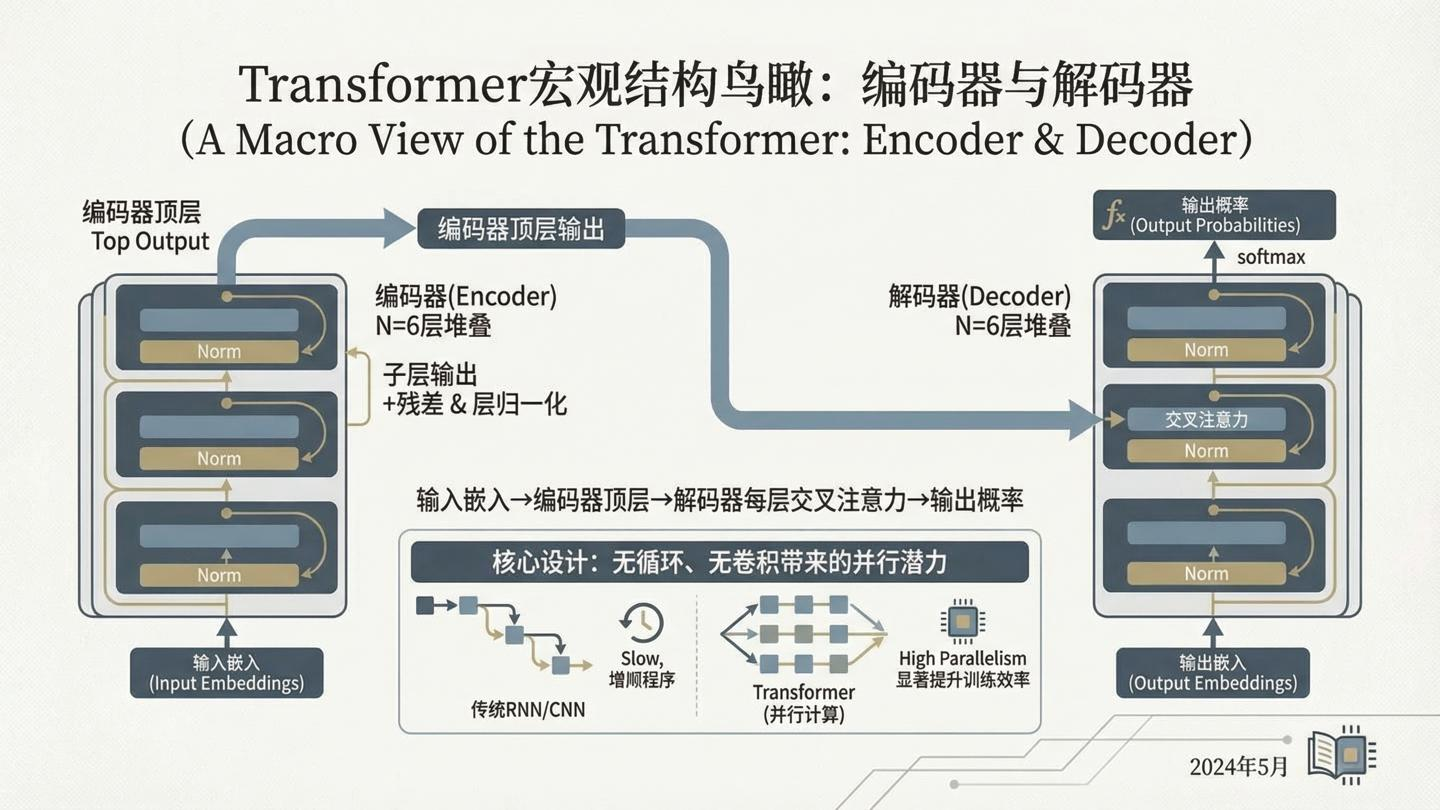 Transformer宏观结构鸟瞰：编码器与解码器
(A Macro View of the Transformer: Encoder & Decoder)
编码器顶层
Top Output
编码器顶层输出
编码器(Encoder)
N=6层堆叠
子层输出
+残差 & 层归一化
Norm
Norm
Norm
输入嵌入
(Input Embeddings)
fx
输出概率
(Output Probabilities)
softmax
解码器(Decoder)
N=6层堆叠
Norm
交叉注意力
Norm
Norm
输出嵌入
(Output Embeddings)
输入嵌入→编码器顶层→解码器每层交叉注意力→输出概率
核心设计：无循环、无卷积带来的并行潜力
Slow,
增顺程序
传统RNN/CNN
Transformer
(并行计算)
High Parallelism
显著提升训练效率
2024年5月